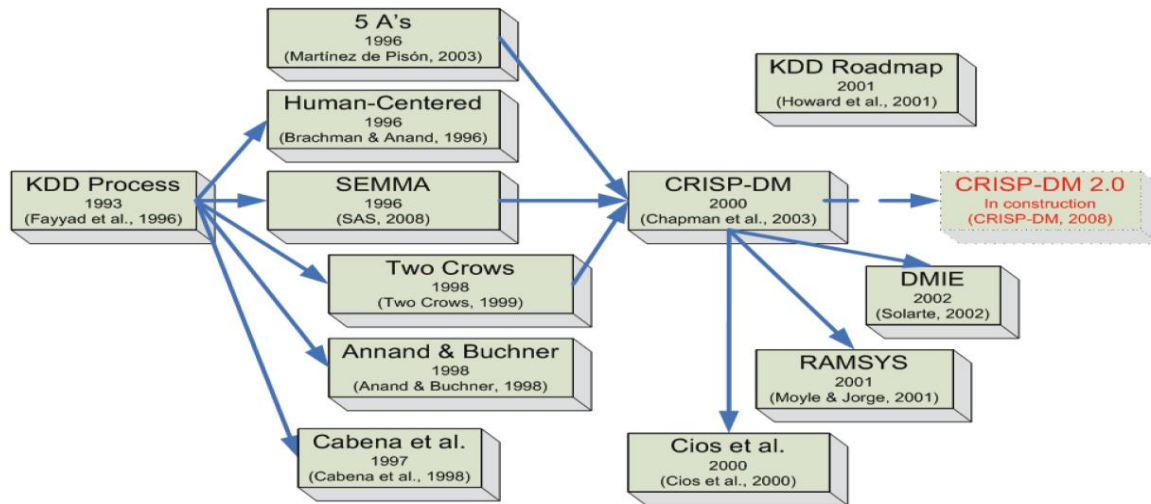 5 A's
1996
(Martínez de Pisón, 2003)
KDD Roadmap
2001
(Howard et al., 2001)
Human-Centered
1996
(Brachman & Anand, 1996)
KDD Process
1993
(Fayyad et al., 1996)
SEMMA
1996
(SAS, 2008)
CRISP-DM
2000
(Chapman et al., 2003)
CRISP-DM 2.0
In construction
(CRISP-DM, 2008)
Two Crows
1998
(Two Crows, 1999)
DMIE
2002
(Solarte, 2002)
Annand & Buchner
1998
(Anand & Buchner, 1998)
RAMSYS
2001
(Moyle & Jorge, 2001)
Cabena et al.
1997
(Cabena et al., 1998)
Cios et al.
2000
(Cios et al., 2000)